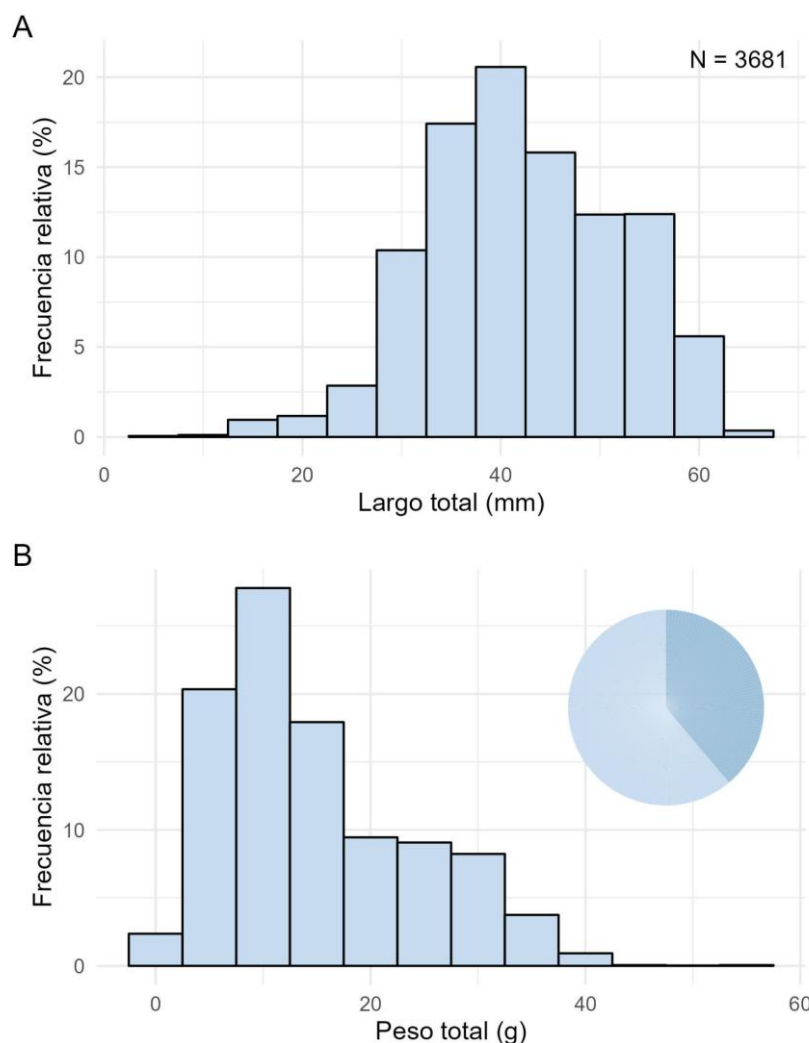 A
N = 3681
Frecuencia relativa (%)
20
15
10
5
0
0 20 40 60
Largo total (mm)
B
Frecuencia relativa (%)
20
10
0
0 20 40 60
Peso total (g)